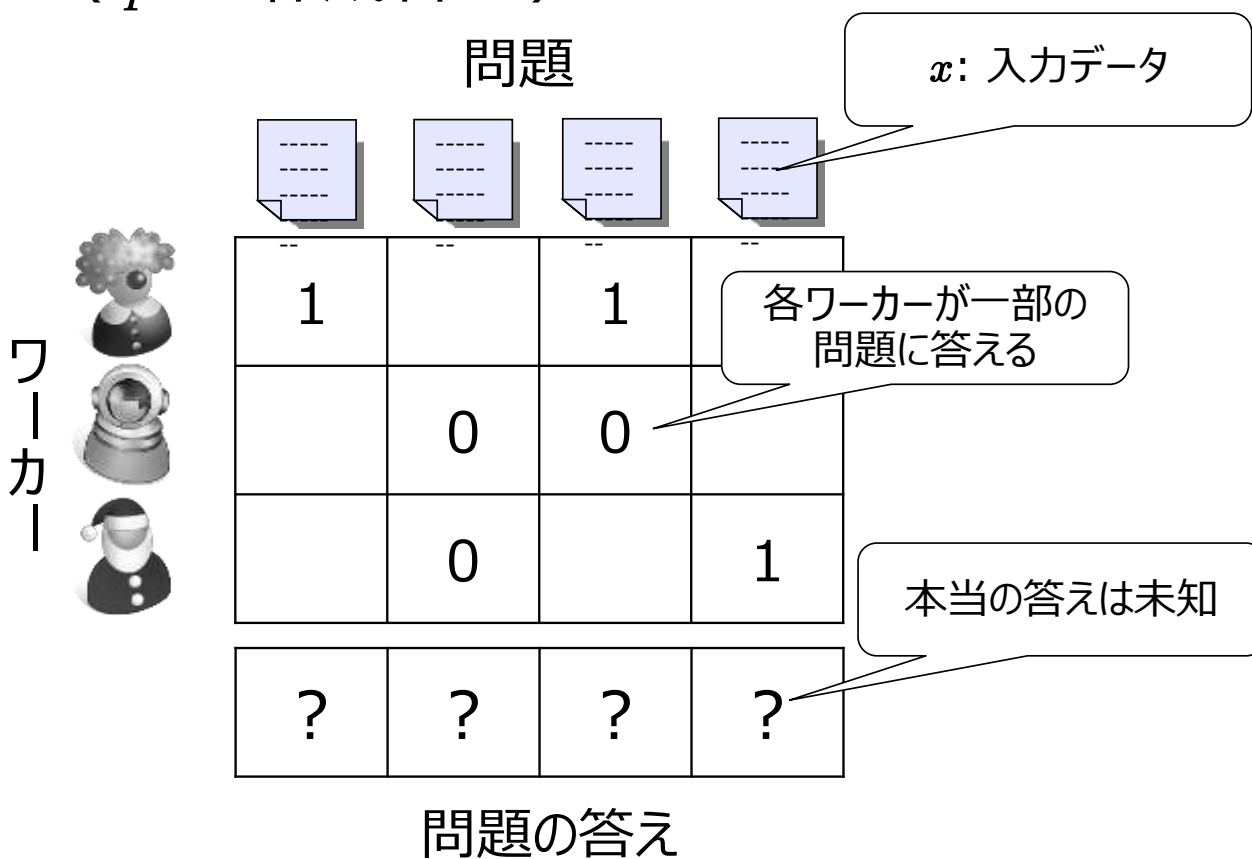 問題
x: 入力データ
1 1
各ワーカーが一部の
問題に答える
ワーカー
0 0
0 1
本当の答えは未知
? ? ? ?
問題の答え